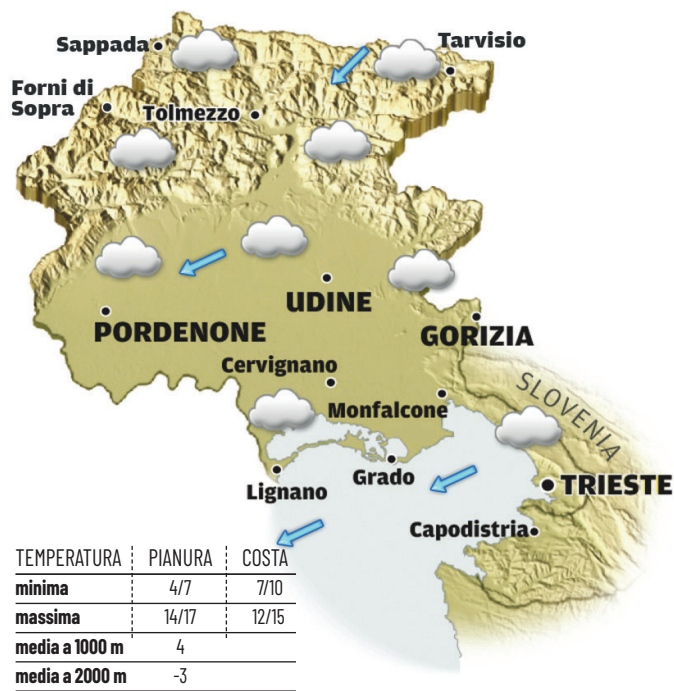 Sappada
Tarvisio
Forni di
Sopra
Tolmezzo
UDINE
PORDENONE
GORIZIA
Cervignano
SLOVENIA
Monfalcone
Grado
TRIESTE
Lignano
Capodistria
TEMPERATURA PIANURA COSTA
minima 4/7 7/10
massima 14/17 12/15
media a 1000 m 4
media a 2000 m -3